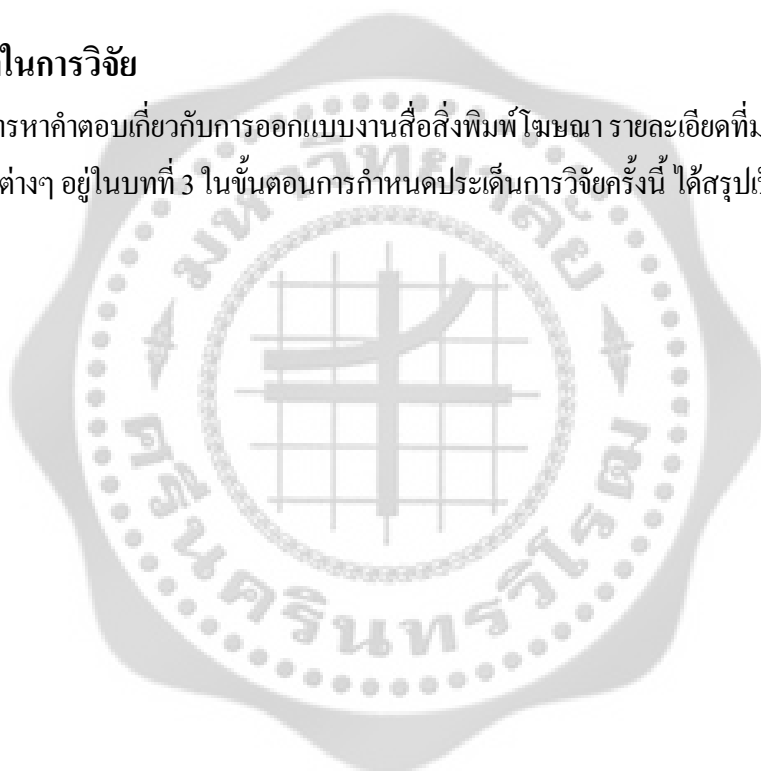 ในการวิจัย
ารหาคำตอบเกี่ยวกับการออกแบบงานสื่อสิ่งพิมพ์โฆษณา รายละเอียดที่ม
ต่างๆ อยู่ในบทที่ 3 ในขั้นตอนการกำหนดประเด็นการวิจัยครั้งนี้ ได้สรุปเ
มหาวิทยาลัย
ศรีนครินทรวิโรฒ